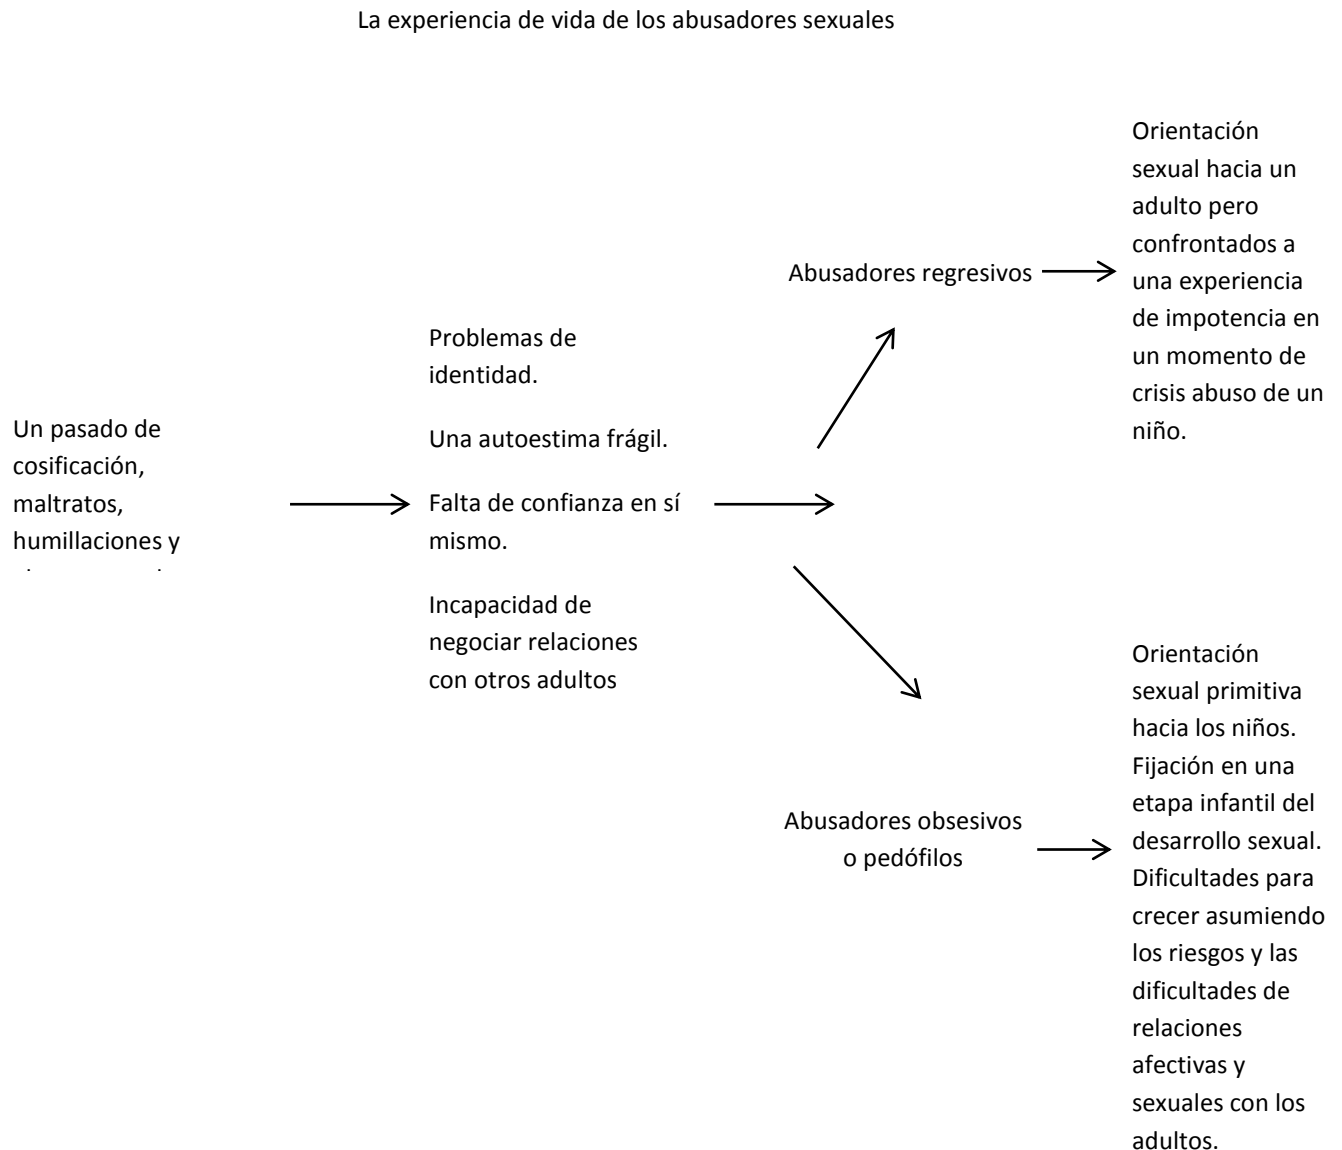 La experiencia de vida de los abusadores sexuales
Un pasado de
cosificación,
maltratos,
humillaciones y
Problemas de
identidad.
Una autoestima frágil.
Falta de confianza en sí
mismo.
Incapacidad de
negociar relaciones
con otros adultos
Abusadores regresivos
Orientación
sexual hacia un
adulto pero
confrontados a
una experiencia
de impotencia en
un momento de
crisis abuso de un
niño.
Abusadores obsesivos
o pedófilos
Orientación
sexual primitiva
hacia los niños.
Fijación en una
etapa infantil del
desarrollo sexual.
Dificultades para
crecer asumiendo
los riesgos y las
dificultades de
relaciones
afectivas y
sexuales con los
adultos.